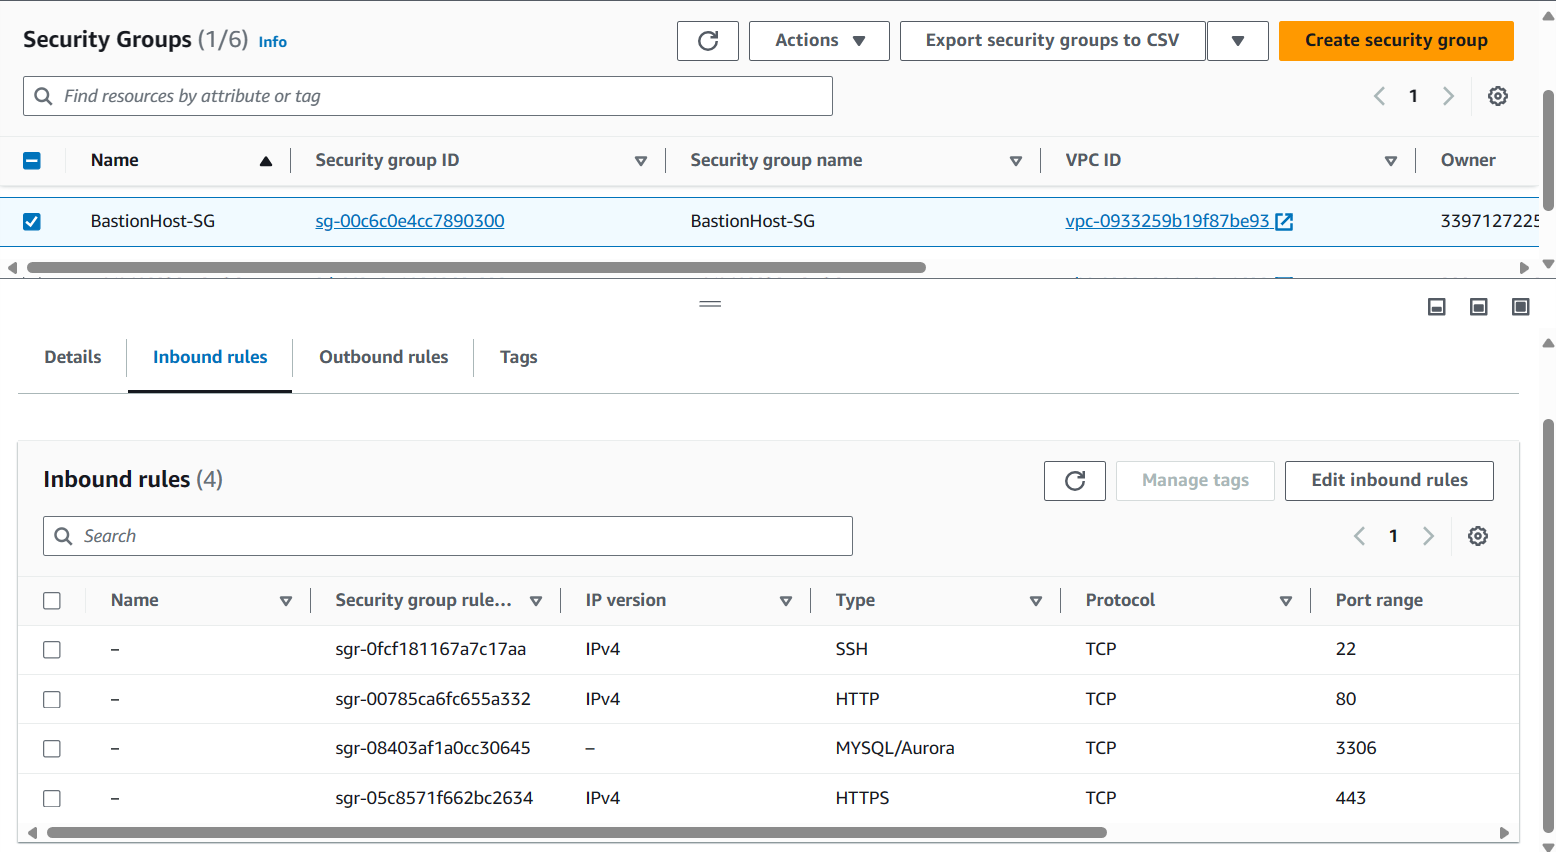 Security Groups (1/6) Info
Actions
Export security groups to CSV
Create security group
Find resources by attribute or tag
1
Name Security group ID Security group name VPC ID Owner
BastionHost-SG sg-00c6c0e4cc7890300 BastionHost-SG vpc-0933259b19f87be93 3397127225
Details Inbound rules Outbound rules Tags
Inbound rules (4)
Manage tags
Edit inbound rules
Search
1
Name Security group rule... IP version Type Protocol Port range
– sgr-0fcf181167a7c17aa IPv4 SSH TCP 22
– sgr-00785ca6fc655a332 IPv4 HTTP TCP 80
– sgr-08403af1a0cc30645 – MYSQL/Aurora TCP 3306
– sgr-05c8571f662bc2634 IPv4 HTTPS TCP 443